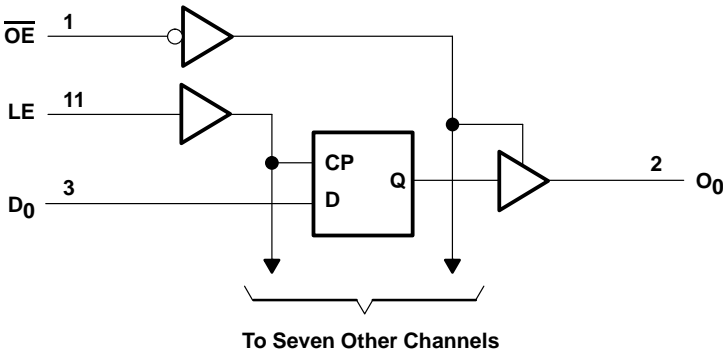 OE 1
LE 11
CP
D
Q
D0 3
2 O0
To Seven Other Channels